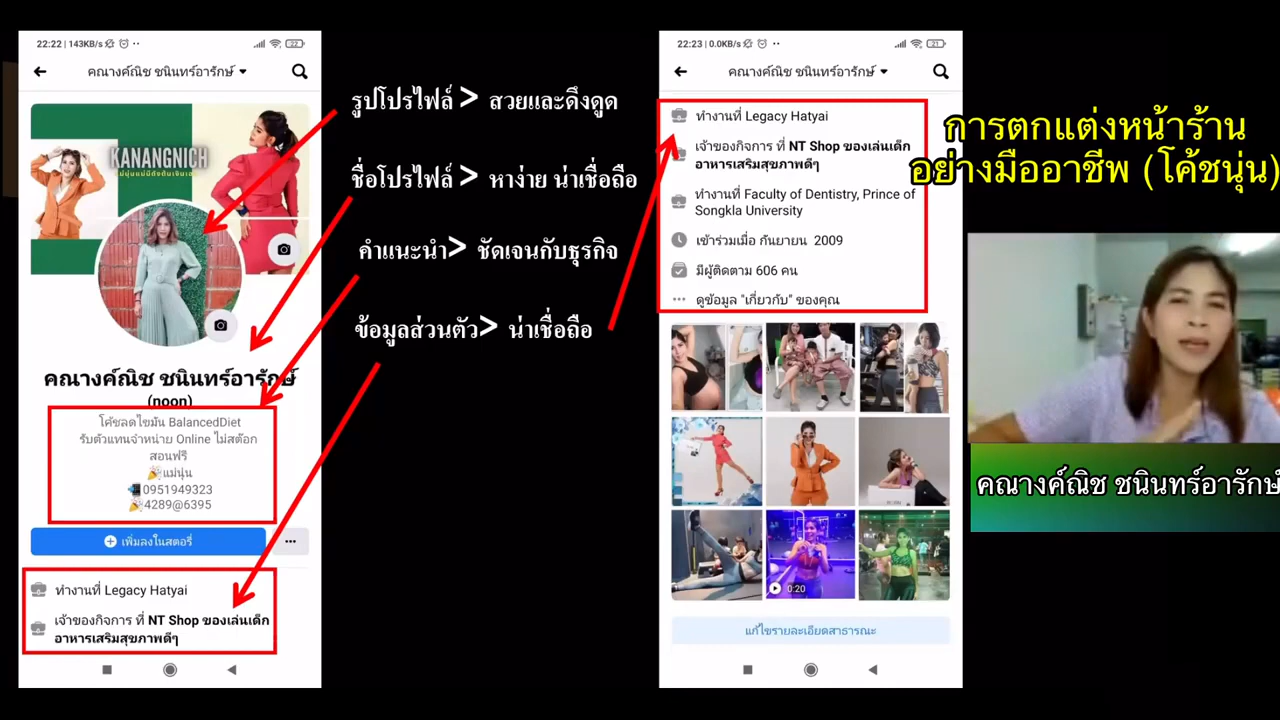 22:22 | 143KB/s
22
คณางค์ณิช ชนินทร์อารักษ์
KANANGNICH
คณางค์ณิช ชนินทร์อารักษ์
(noon)
โค้ชลดไขมัน BalancedDiet
รับตัวแทนจำหน่าย Online ไม่สต๊อก
สอนฟรี
🎉แม่นุ่น
📲0951949323
🎉4289@6395
เพิ่มลงในสตอรี่
ทำงานที่ Legacy Hatyai
เจ้าของกิจการ ที่ NT Shop ของเล่นเด็ก
อาหารเสริมสุขภาพดีๆ
รูปโปรไฟล์ > สวยและดึงดูด
ชื่อโปรไฟล์ > หาง่าย น่าเชื่อถือ
คำแนะนำ> ชัดเจนกับธุรกิจ
ข้อมูลส่วนตัว> น่าเชื่อถือ
22:23 | 0.0KB/s
21
คณางค์ณิช ชนินทร์อารักษ์
ทำงานที่ Legacy Hatyai
เจ้าของกิจการ ที่ NT Shop ของเล่นเด็ก
อาหารเสริมสุขภาพดีๆ
ทำงานที่ Faculty of Dentistry, Prince of
Songkla University
เข้าร่วมเมื่อ กันยายน 2009
มีผู้ติดตาม 606 คน
ดูข้อมูล "เกี่ยวกับ" ของคุณ
0:20
แก้ไขรายละเอียดสาธารณะ
การตกแต่งหน้าร้าน
อย่างมืออาชีพ (โค้ชนุ่น)
คณางค์ณิช ชนินทร์อารักษ์